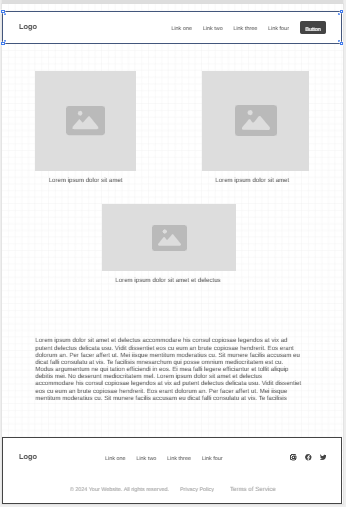 Logo
Link one Link two Link three Link four Button
Lorem ipsum dolor sit amet Lorem ipsum dolor sit amet
Lorem ipsum dolor sit amet et delectus
Lorem ipsum dolor sit amet et delectus accommodare his consul copiosae legendos at vix ad
putent delectus delicata usu. Vidit dissentiet eos cu eum an brute copiosae hendrerit. Eos erant
dolorum an. Per facer affert ut. Mei iisque mentitum moderatius cu. Sit munere facilis accusam eu
dicat falli consulatu at vis. Te facilisis mnesarchum qui posse omnium mediocritatem est cu.
Modus argumentum ne qui tation efficiendi in eos. Ei mea falli legere efficiantur et tollit aliquip
debitis mei. No deserunt mediocritatem mel. Lorem ipsum dolor sit amet et delectus
accommodare his consul copiosae legendos at vix ad putent delectus delicata usu. Vidit dissentiet
eos cu eum an brute copiosae hendrerit. Eos erant dolorum an. Per facer affert ut. Mei iisque
mentitum moderatius cu. Sit munere facilis accusam eu dicat falli consulatu at vis. Te facilisis
Logo
Link one Link two Link three Link four
© 2024 Your Website. All rights reserved. Privacy Policy Terms of Service